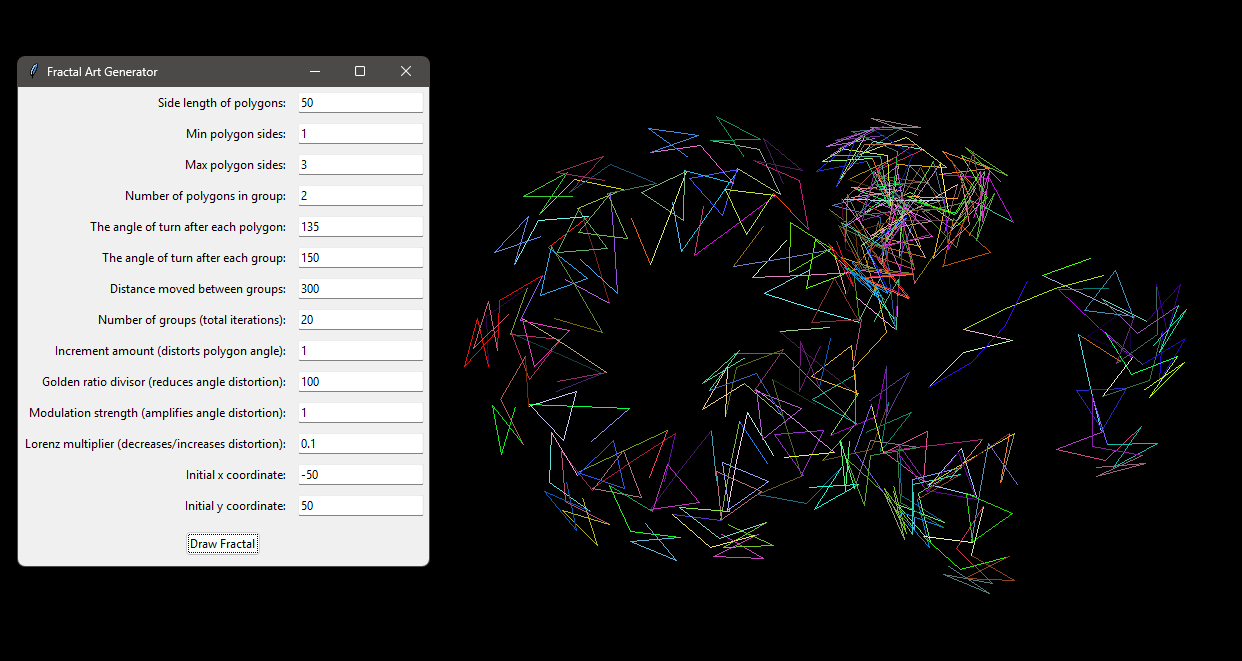 Fractal Art Generator
Side length of polygons: 50
Min polygon sides: 1
Max polygon sides: 3
Number of polygons in group: 2
The angle of turn after each polygon: 135
The angle of turn after each group: 150
Distance moved between groups: 300
Number of groups (total iterations): 20
Increment amount (distorts polygon angle): 1
Golden ratio divisor (reduces angle distortion): 100
Modulation strength (amplifies angle distortion): 1
Lorenz multiplier (decreases/increases distortion): 0.1
Initial x coordinate: -50
Initial y coordinate: 50
Draw Fractal